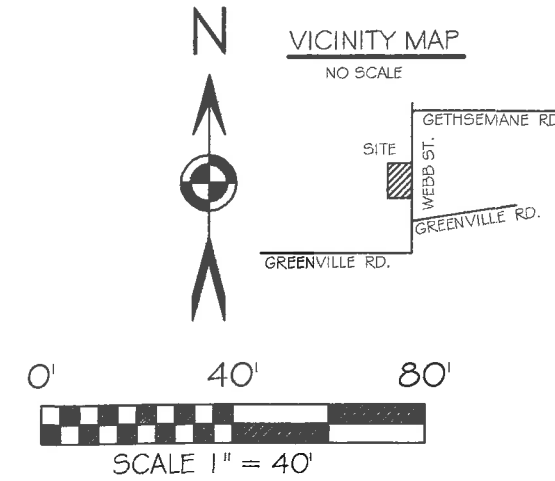 N
VICINITY MAP
NO SCALE
GETHSEMANE RD
SITE
WEBB ST.
GREENVILLE RD.
GREENVILLE RD.
0' 40' 80'
SCALE 1" = 40'